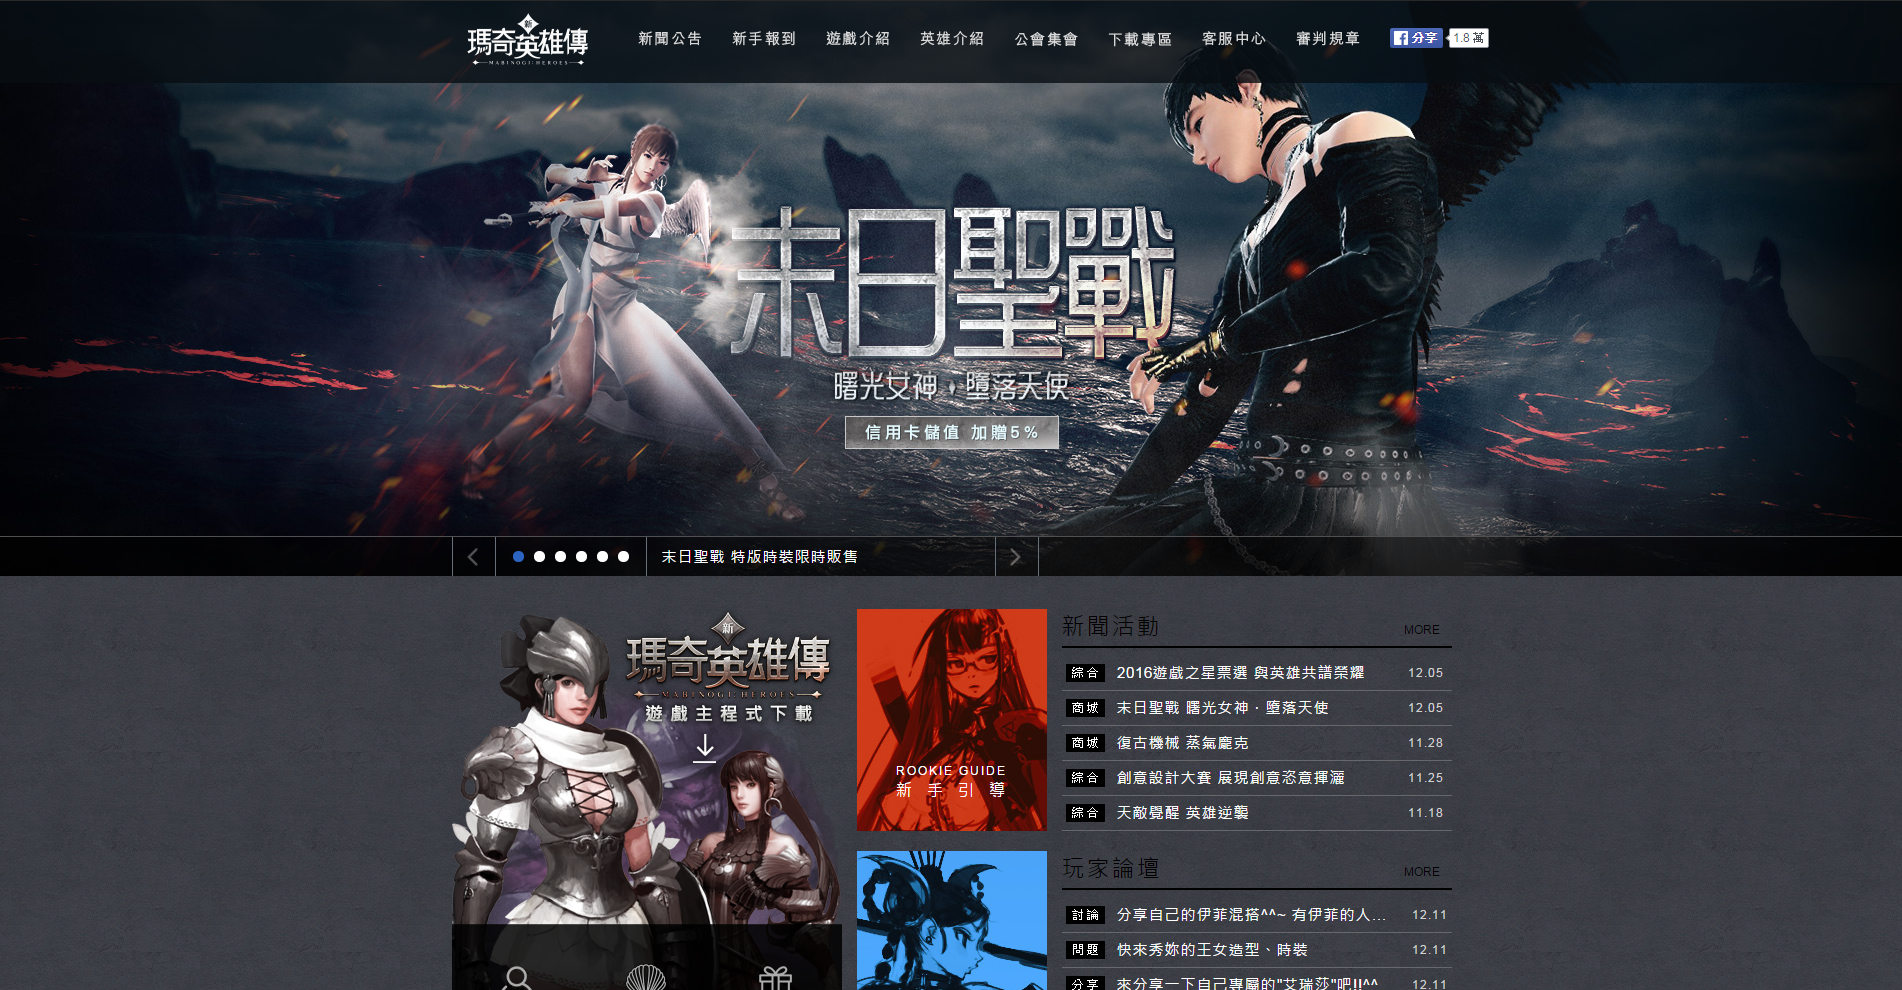 新
瑪奇英雄傳
MABINOGI:HEROES
新聞公告 新手報到 遊戲介紹 英雄介紹 公會集會 下載專區 客服中心 審判規章 分享 1.8 萬
末日聖戰
曙光女神，墮落天使
信用卡儲值 加贈5%
末日聖戰 特版時裝限時販售
新
瑪奇英雄傳
MABINOGI:HEROES
遊戲主程式下載
ROOKIE GUIDE
新手引導
新聞活動 MORE
綜合 2016遊戲之星票選 與英雄共譜榮耀 12.05
商城 末日聖戰 曙光女神．墮落天使 12.05
商城 復古機械 蒸氣龐克 11.28
綜合 創意設計大賽 展現創意恣意揮灑 11.25
綜合 天敵覺醒 英雄逆襲 11.18
玩家論壇 MORE
討論 分享自己的伊菲混搭^^~ 有伊菲的人... 12.11
問題 快來秀妳的王女造型、時裝 12.11
分享 來分享一下自己專屬的"艾瑞莎"吧!!^^ 12.11